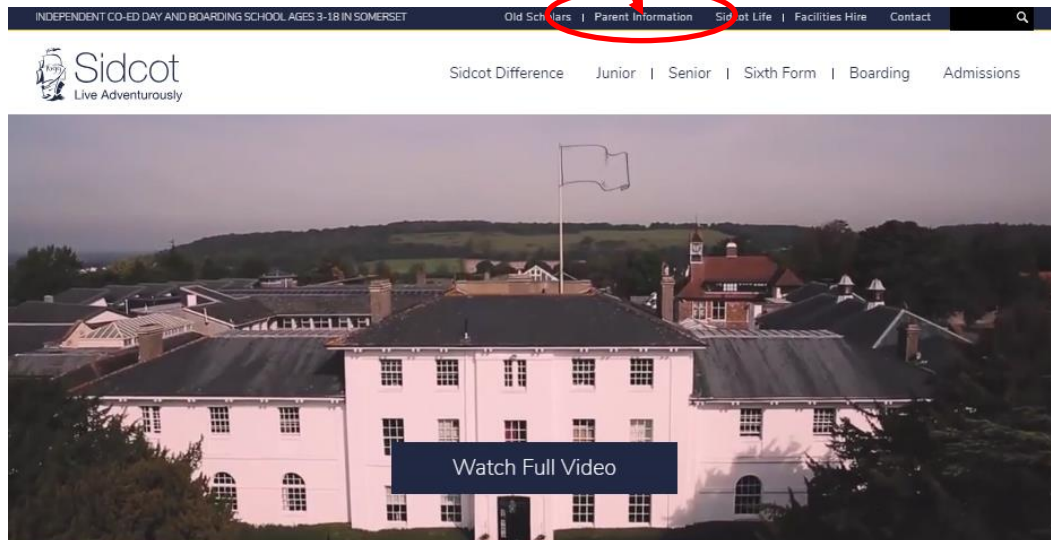 INDEPENDENT CO-ED DAY AND BOARDING SCHOOL AGES 3-18 IN SOMERSET Old Scholars | Parent Information Sidcot Life | Facilities Hire Contact
Sidcot
Live Adventurously
Sidcot Difference Junior | Senior | Sixth Form | Boarding Admissions
Watch Full Video